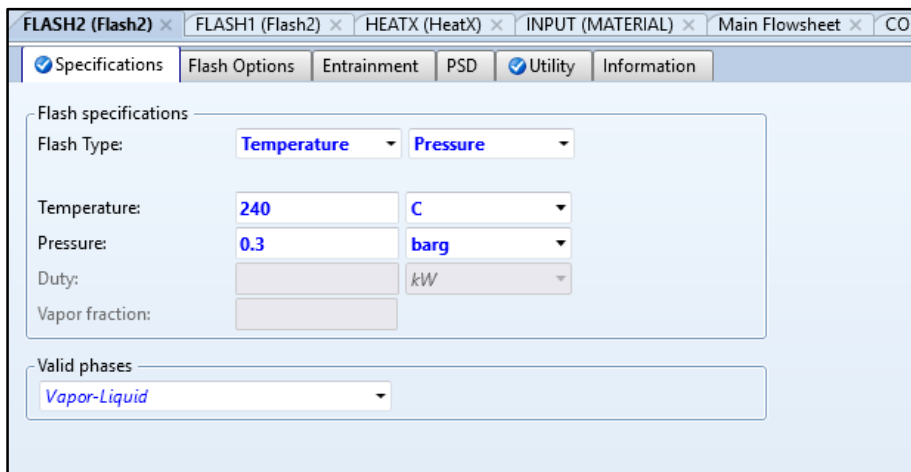 FLASH2 (Flash2) × FLASH1 (Flash2) × HEATX (HeatX) × INPUT (MATERIAL) × Main Flowsheet × CO
Specifications Flash Options Entrainment PSD Utility Information
Flash specifications
Flash Type: Temperature Pressure
Temperature: 240 C
Pressure: 0.3 barg
Duty: kW
Vapor fraction:
Valid phases
Vapor-Liquid